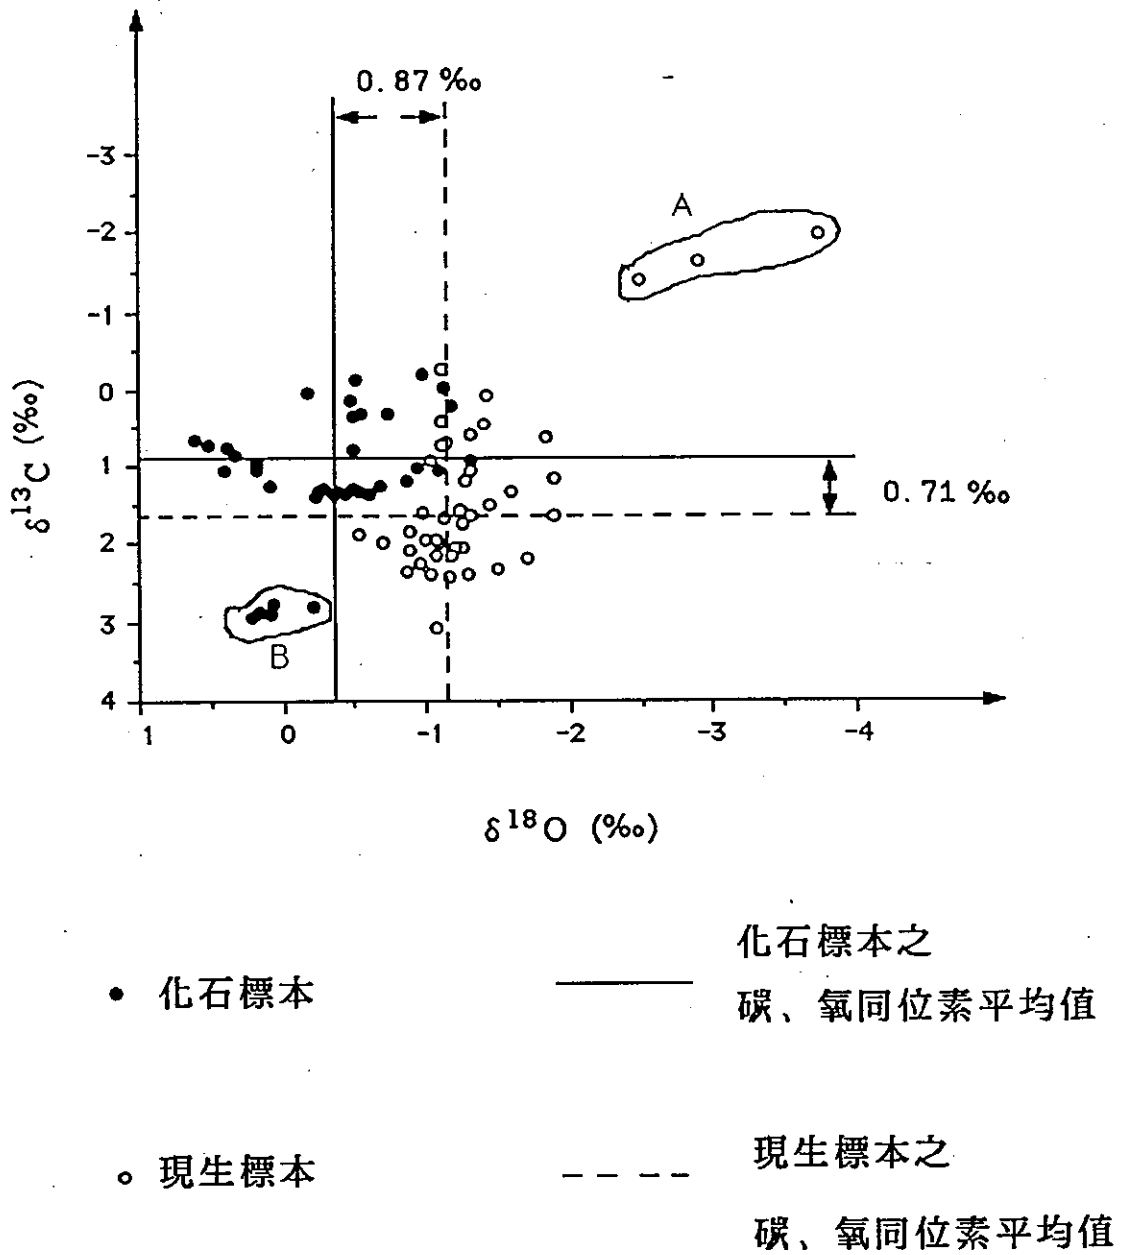 0.87 ‰
-3
A
-2
-1
0
1
0.71 ‰
2
3
B
4
δ¹³C (‰)
1 0 -1 -2 -3 -4
δ¹⁸O (‰)
● 化石標本
化石標本之
碳、氧同位素平均值
○ 現生標本
現生標本之
碳、氧同位素平均值